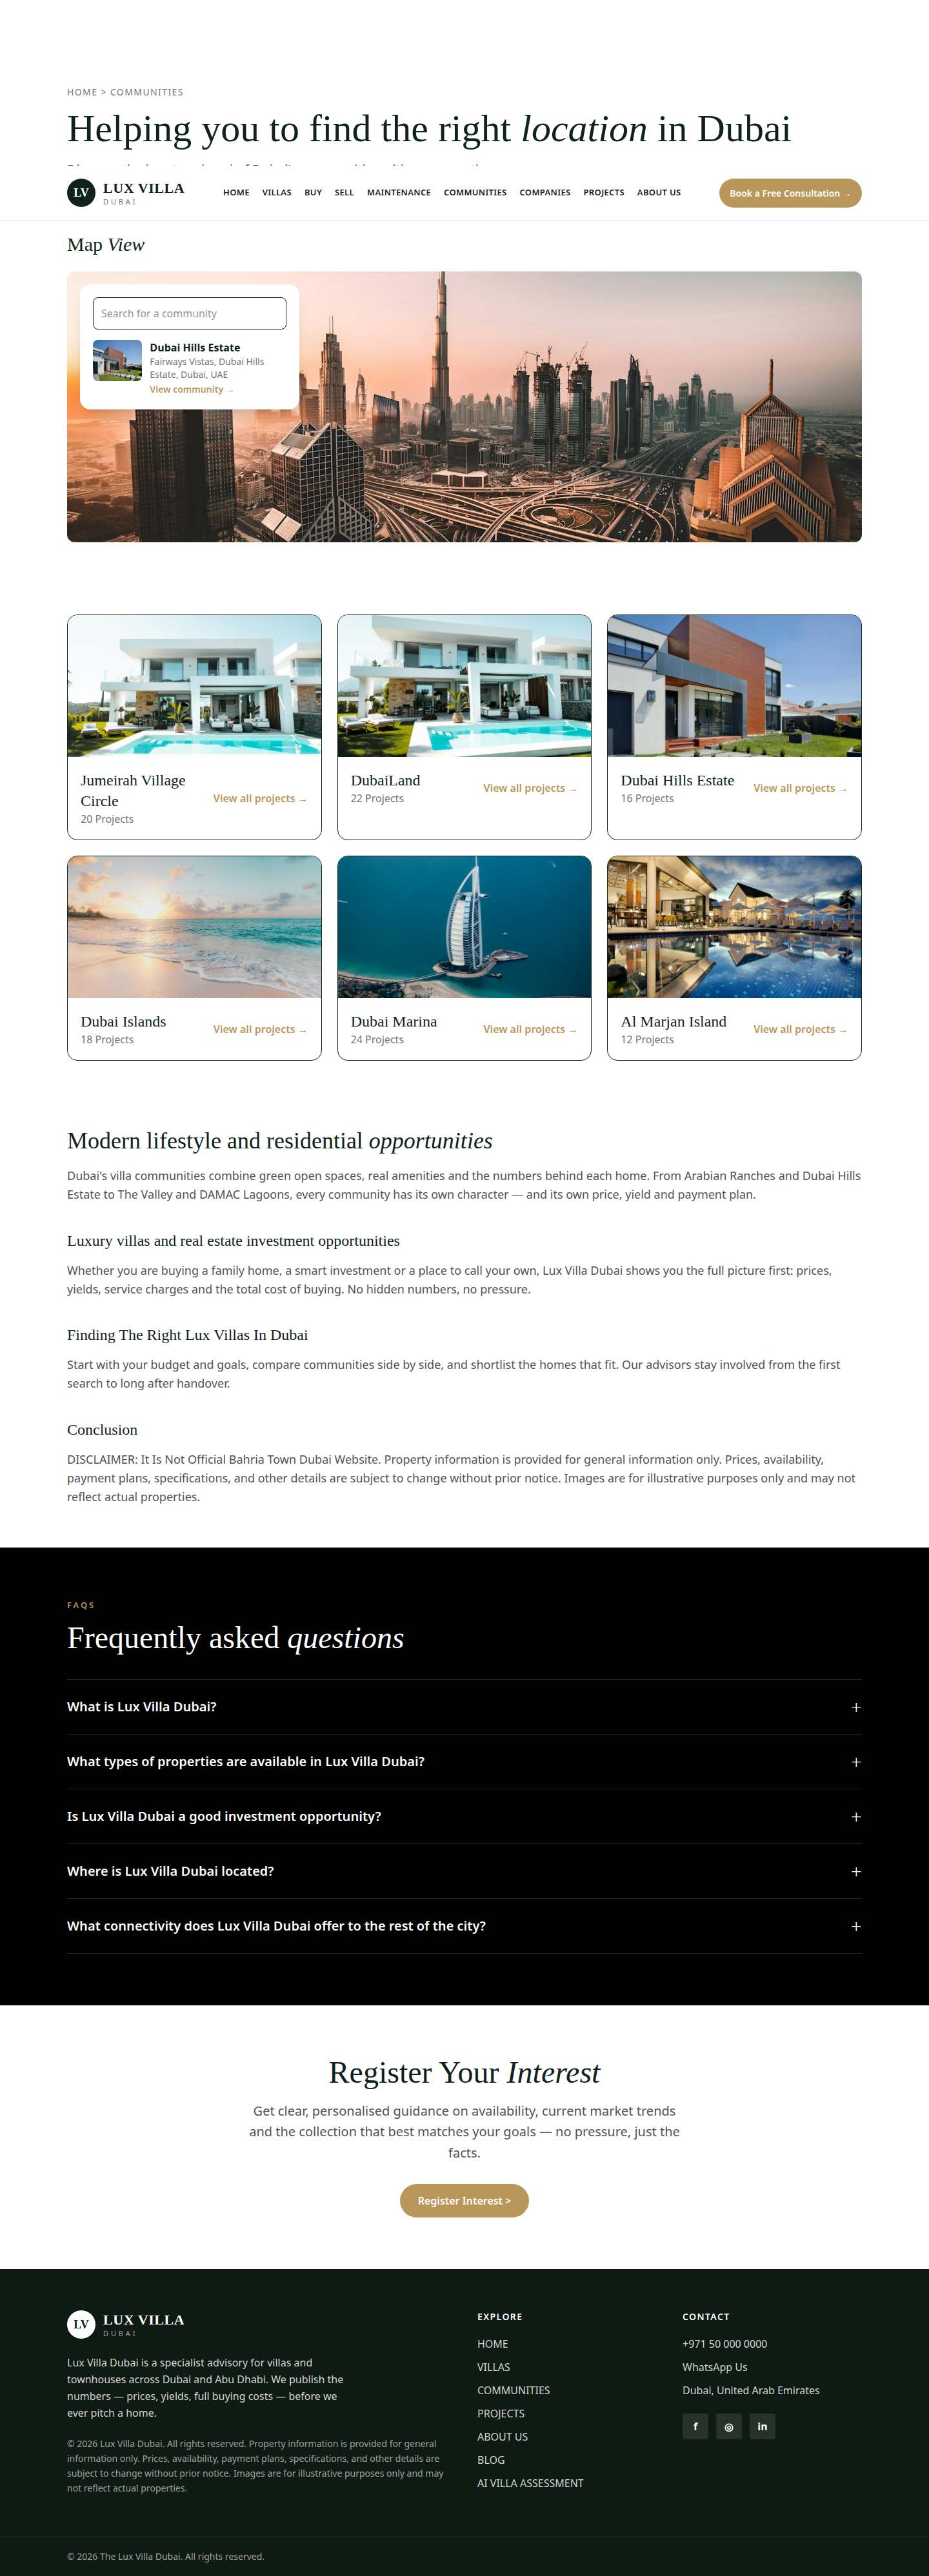 HOME > COMMUNITIES
Helping you to find the right location in Dubai
LV
LUX VILLA
DUBAI
HOME VILLAS BUY SELL MAINTENANCE COMMUNITIES COMPANIES PROJECTS ABOUT US
Book a Free Consultation →
Map View
Search for a community
Dubai Hills Estate
Fairways Vistas, Dubai Hills
Estate, Dubai, UAE
View community →
Jumeirah Village
Circle
20 Projects
View all projects →
DubaiLand
22 Projects
View all projects →
Dubai Hills Estate
16 Projects
View all projects →
Dubai Islands
18 Projects
View all projects →
Dubai Marina
24 Projects
View all projects →
Al Marjan Island
12 Projects
View all projects →
Modern lifestyle and residential opportunities
Dubai's villa communities combine green open spaces, real amenities and the numbers behind each home. From Arabian Ranches and Dubai Hills
Estate to The Valley and DAMAC Lagoons, every community has its own character — and its own price, yield and payment plan.
Luxury villas and real estate investment opportunities
Whether you are buying a family home, a smart investment or a place to call your own, Lux Villa Dubai shows you the full picture first: prices,
yields, service charges and the total cost of buying. No hidden numbers, no pressure.
Finding The Right Lux Villas In Dubai
Start with your budget and goals, compare communities side by side, and shortlist the homes that fit. Our advisors stay involved from the first
search to long after handover.
Conclusion
DISCLAIMER: It Is Not Official Bahria Town Dubai Website. Property information is provided for general information only. Prices, availability,
payment plans, specifications, and other details are subject to change without prior notice. Images are for illustrative purposes only and may not
reflect actual properties.
FAQS
Frequently asked questions
What is Lux Villa Dubai? +
What types of properties are available in Lux Villa Dubai? +
Is Lux Villa Dubai a good investment opportunity? +
Where is Lux Villa Dubai located? +
What connectivity does Lux Villa Dubai offer to the rest of the city? +
Register Your Interest
Get clear, personalised guidance on availability, current market trends
and the collection that best matches your goals — no pressure, just the
facts.
Register Interest >
LV
LUX VILLA
DUBAI
Lux Villa Dubai is a specialist advisory for villas and
townhouses across Dubai and Abu Dhabi. We publish the
numbers — prices, yields, full buying costs — before we
ever pitch a home.
© 2026 Lux Villa Dubai. All rights reserved. Property information is provided for general
information only. Prices, availability, payment plans, specifications, and other details are
subject to change without prior notice. Images are for illustrative purposes only and may
not reflect actual properties.
EXPLORE
HOME
VILLAS
COMMUNITIES
PROJECTS
ABOUT US
BLOG
AI VILLA ASSESSMENT
CONTACT
+971 50 000 0000
WhatsApp Us
Dubai, United Arab Emirates
f ◎ in
© 2026 The Lux Villa Dubai. All rights reserved.